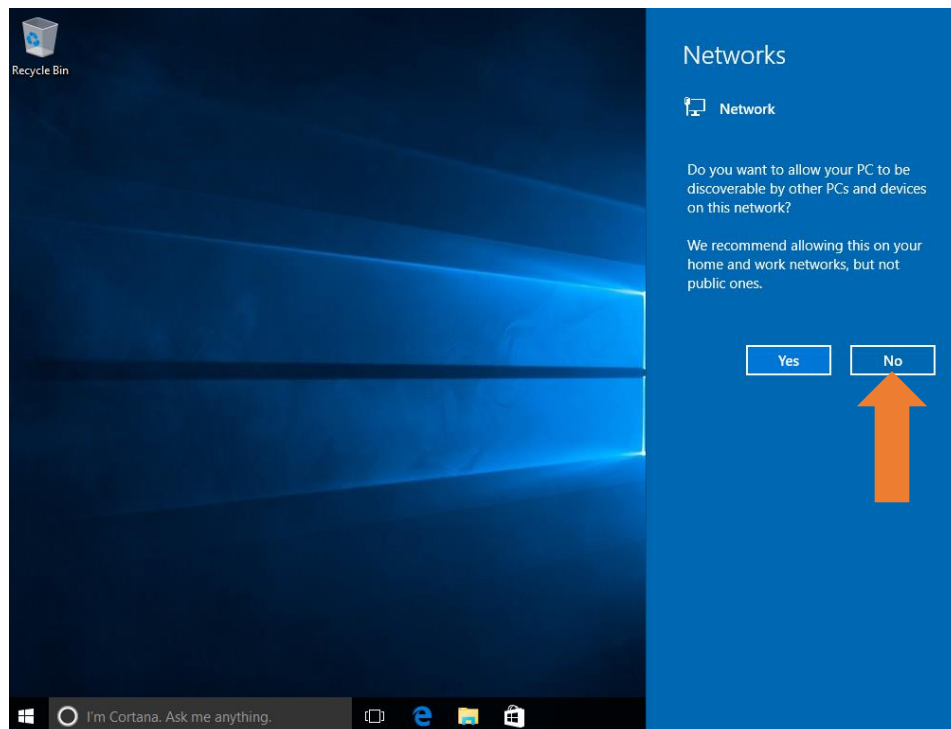 Recycle Bin
Networks
Network
Do you want to allow your PC to be
discoverable by other PCs and devices
on this network?
We recommend allowing this on your
home and work networks, but not
public ones.
Yes No
I'm Cortana. Ask me anything.